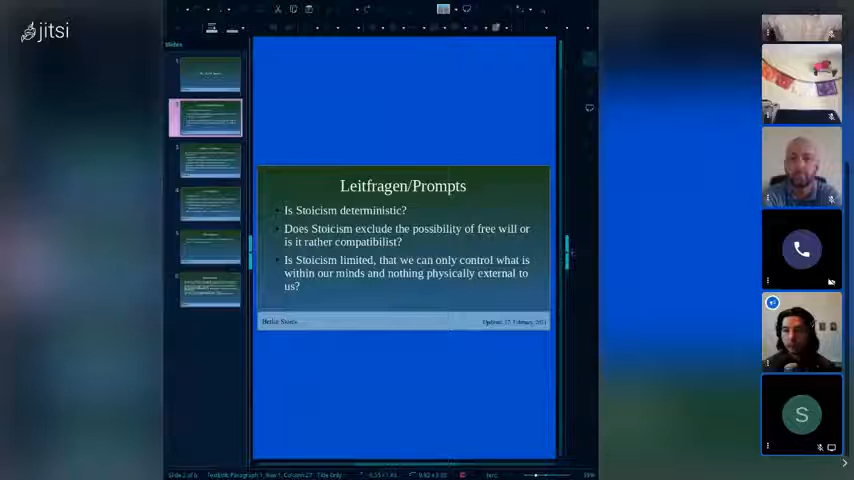 jitsi
Slides
Leitfragen/Prompts
Is Stoicism deterministic?
Does Stoicism exclude the possibility of free will or
is it rather compatibilist?
Is Stoicism limited, that we can only control what is
within our minds and nothing physically external to
us?
Berlin Stoics
S